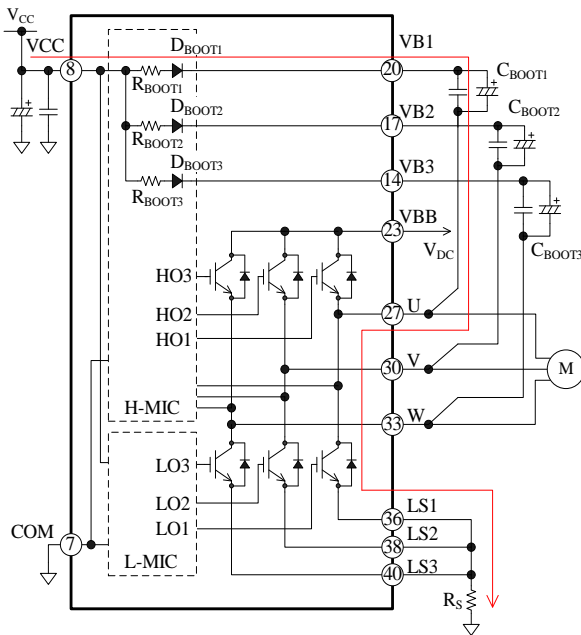 VCC
VCC
8
DBOOT1
RBOOT1
VB1
20
CBOOT1
DBOOT2
RBOOT2
VB2
17
CBOOT2
DBOOT3
RBOOT3
VB3
14
CBOOT3
VBB
23
VDC
HO3
HO2
HO1
27
U
30
V
M
33
W
H-MIC
LO3
LO2
LO1
L-MIC
COM
7
LS1
36
LS2
38
LS3
40
RS